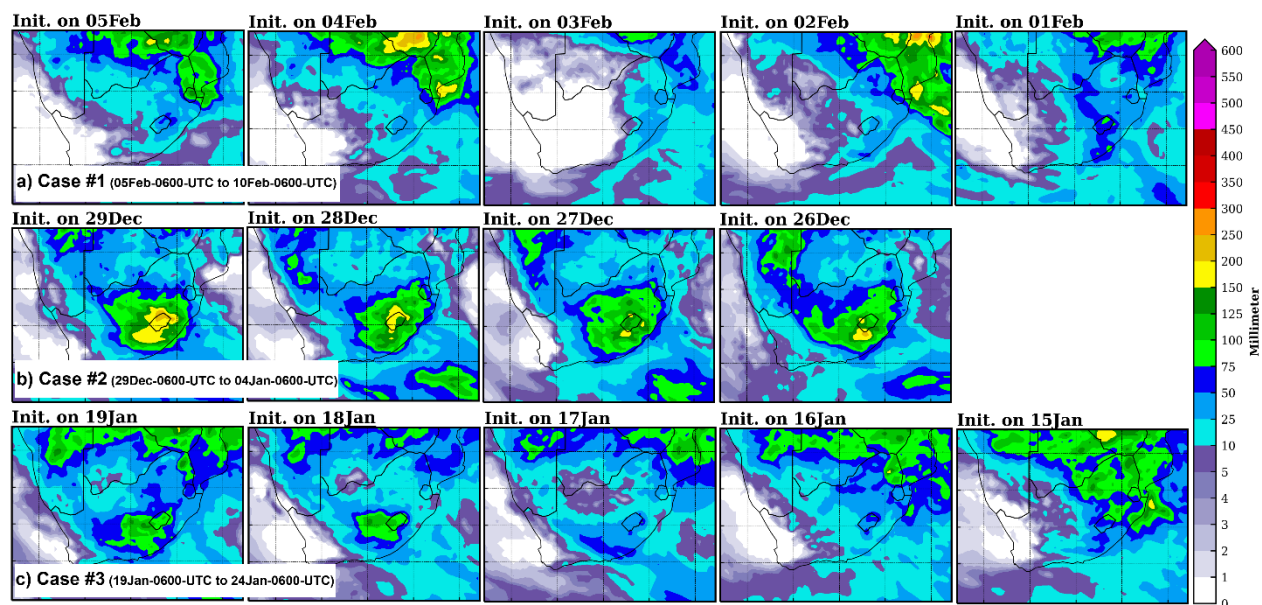 Init. on 05Feb
Init. on 04Feb
Init. on 03Feb
Init. on 02Feb
Init. on 01Feb
a) Case #1 (05Feb-0600-UTC to 10Feb-0600-UTC)
Init. on 29Dec
Init. on 28Dec
Init. on 27Dec
Init. on 26Dec
b) Case #2 (29Dec-0600-UTC to 04Jan-0600-UTC)
Init. on 19Jan
Init. on 18Jan
Init. on 17Jan
Init. on 16Jan
Init. on 15Jan
c) Case #3 (19Jan-0600-UTC to 24Jan-0600-UTC)
600
550
500
450
400
350
300
250
200
150
125
100
75
50
25
10
5
4
3
2
1
0
Millimeter